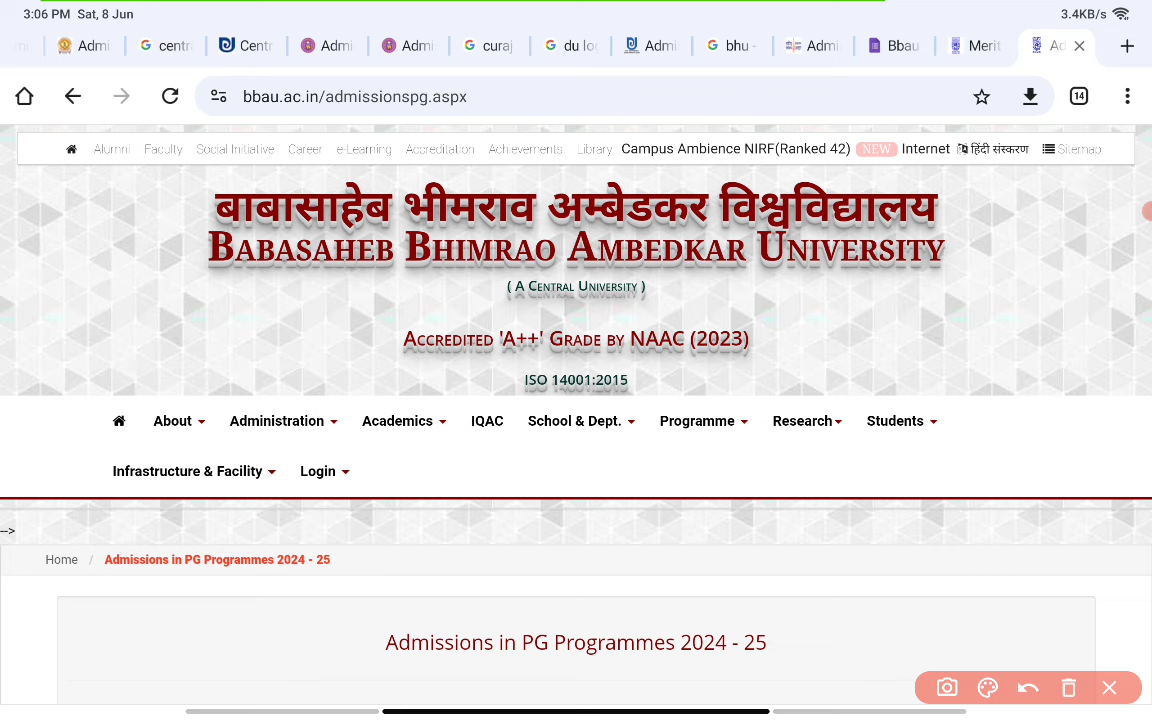 3:06 PM Sat, 8 Jun 3.4KB/s
Admi centr Centr Admi Admi curaj du lo Admi bhu - Admi Bbau Merit Ad
bbau.ac.in/admissionspg.aspx 14
Alumni Faculty Social Initiative Career e-Learning Accreditation Achievements Library Campus Ambience NIRF(Ranked 42) NEW Internet हिंदी संस्करण Sitemap
बाबासाहेब भीमराव अम्बेडकर विश्वविद्यालय
BABASAHEB BHIMRAO AMBEDKAR UNIVERSITY
( A CENTRAL UNIVERSITY )
ACCREDITED 'A++' GRADE BY NAAC (2023)
ISO 14001:2015
About Administration Academics IQAC School & Dept. Programme Research Students
Infrastructure & Facility Login
-->
Home / Admissions in PG Programmes 2024 - 25
Admissions in PG Programmes 2024 - 25